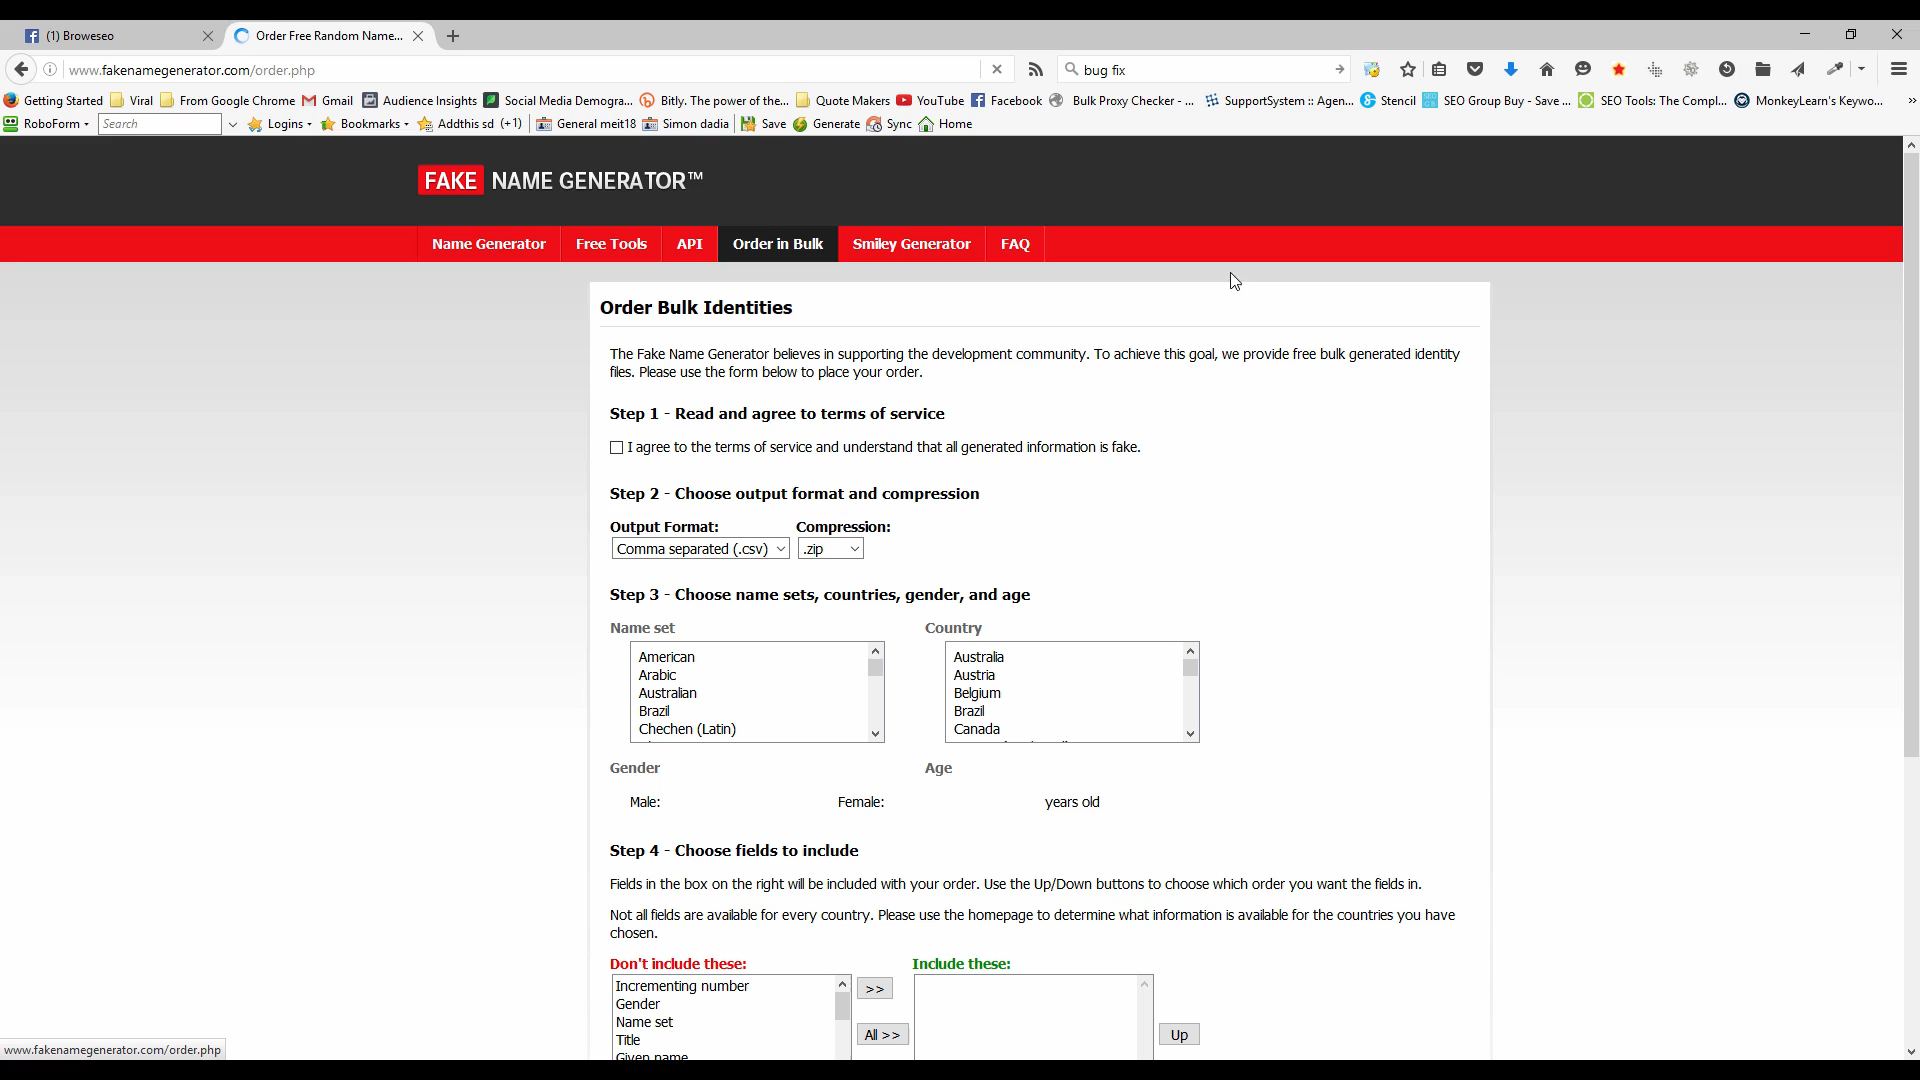 (1) Broweseo
Order Free Random Name...
www.fakenamegenerator.com/order.php
bug fix
Getting Started Viral From Google Chrome Gmail Audience Insights Social Media Demogra... Bitly. The power of the... Quote Makers YouTube Facebook Bulk Proxy Checker - ... SupportSystem :: Agen... Stencil SEO Group Buy - Save ... SEO Tools: The Compl... MonkeyLearn's Keywo... »
RoboForm Search Logins Bookmarks Addthis sd (+1) General meit18 Simon dadia Save Generate Sync Home
FAKE NAME GENERATOR™
Name Generator Free Tools API Order in Bulk Smiley Generator FAQ
Order Bulk Identities
The Fake Name Generator believes in supporting the development community. To achieve this goal, we provide free bulk generated identity
files. Please use the form below to place your order.
Step 1 - Read and agree to terms of service
I agree to the terms of service and understand that all generated information is fake.
Step 2 - Choose output format and compression
Output Format: Compression:
Comma separated (.csv) .zip
Step 3 - Choose name sets, countries, gender, and age
Name set Country
American Australia
Arabic Austria
Australian Belgium
Brazil Brazil
Chechen (Latin) Canada
Gender Age
Male: Female: years old
Step 4 - Choose fields to include
Fields in the box on the right will be included with your order. Use the Up/Down buttons to choose which order you want the fields in.
Not all fields are available for every country. Please use the homepage to determine what information is available for the countries you have
chosen.
Don't include these: Include these:
Incrementing number >>
Gender
Name set
Title All >> Up
Given name
www.fakenamegenerator.com/order.php